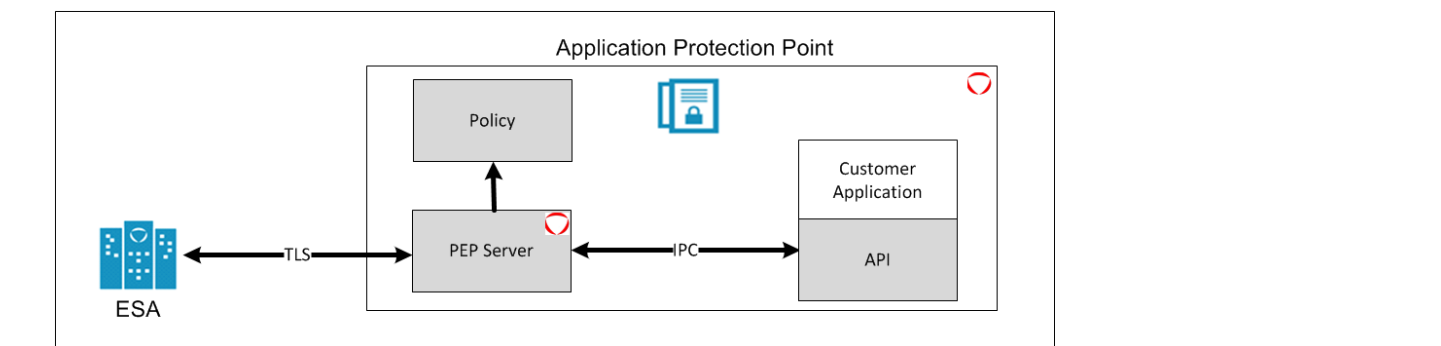 Application Protection Point
Policy
Customer
Application
PEP Server
TLS
IPC
API
ESA